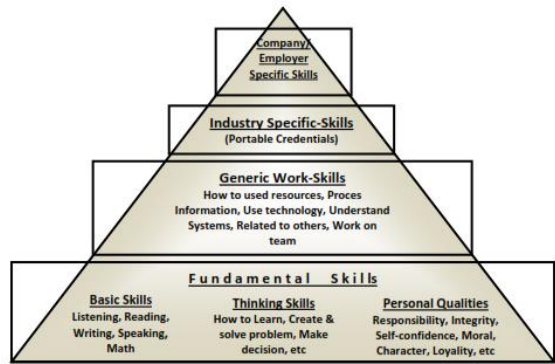 Company/
Employer
Specific Skills
Industry Specific-Skills
(Portable Credentials)
Generic Work-Skills
How to used resources, Proces
Information, Use technology, Understand
Systems, Related to others, Work on
team
Fundamental Skills
Basic Skills
Listening, Reading,
Writing, Speaking,
Math
Thinking Skills
How to Learn, Create &
solve problem, Make
decision, etc
Personal Qualities
Responsibility, Integrity,
Self-confidence, Moral,
Character, Loyality, etc